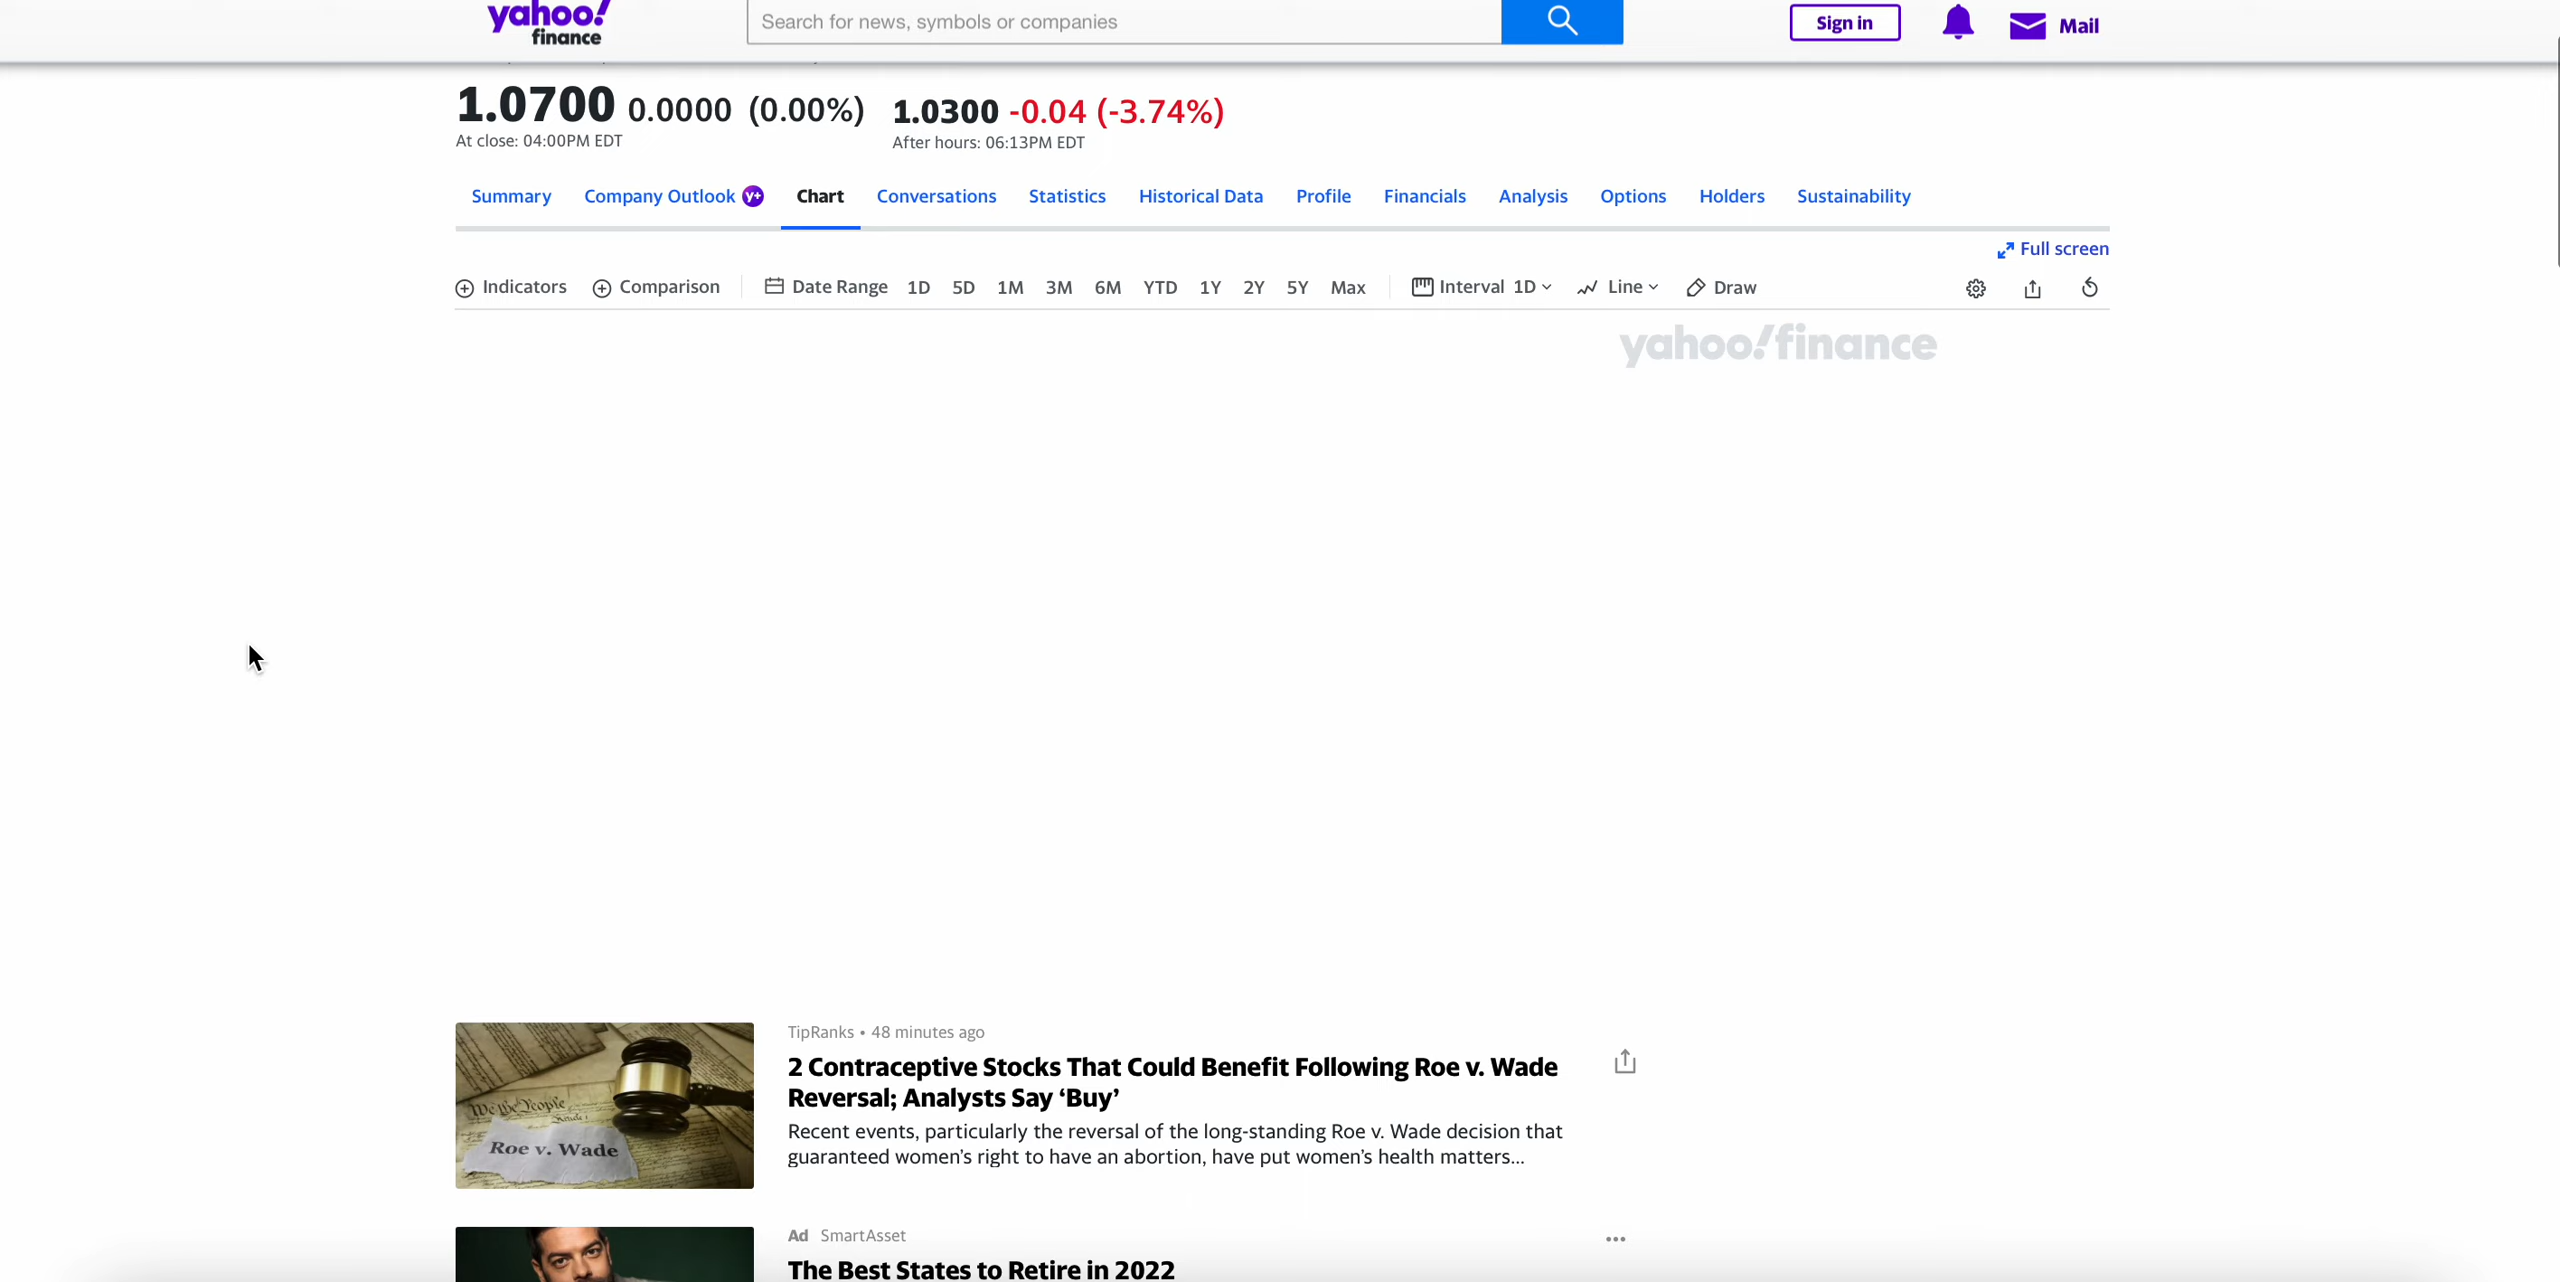 yahoo!
finance
Search for news, symbols or companies
Sign in
Mail
1.0700 0.0000 (0.00%) 1.0300 -0.04 (-3.74%)
At close: 04:00PM EDT After hours: 06:13PM EDT
Summary Company Outlook y+ Chart Conversations Statistics Historical Data Profile Financials Analysis Options Holders Sustainability
Full screen
Indicators Comparison Date Range 1D 5D 1M 3M 6M YTD 1Y 2Y 5Y Max Interval 1D Line Draw
yahoo!finance
TipRanks • 48 minutes ago
2 Contraceptive Stocks That Could Benefit Following Roe v. Wade
Reversal; Analysts Say ‘Buy’
Recent events, particularly the reversal of the long-standing Roe v. Wade decision that
guaranteed women’s right to have an abortion, have put women’s health matters...
We the People
Article
Roe v. Wade
Ad SmartAsset
The Best States to Retire in 2022